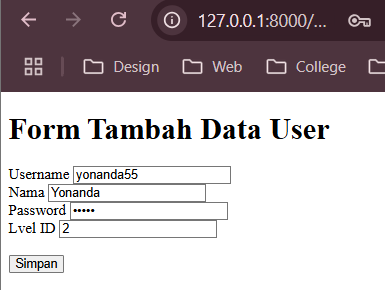 127.0.0.1:8000/...
Design Web College
Form Tambah Data User
Username yonanda55
Nama Yonanda
Password •••••
Lvel ID 2
Simpan